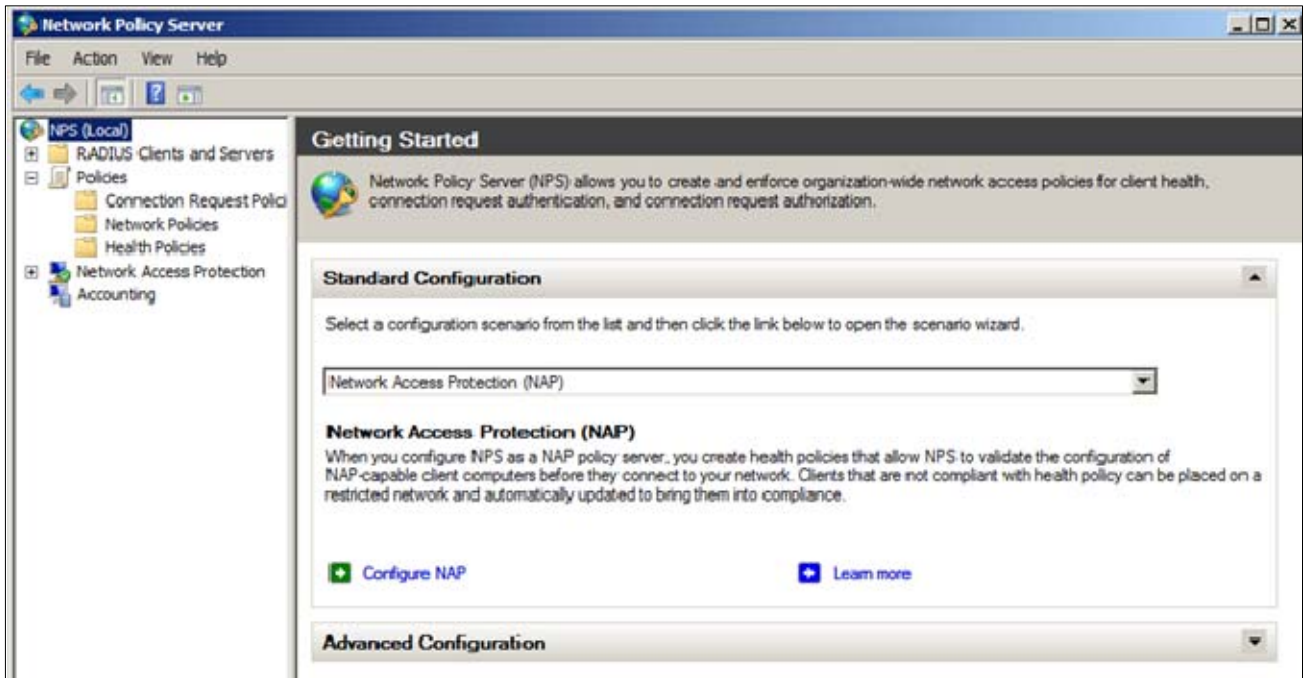 Network Policy Server
File Action View Help
NPS (Local)
RADIUS Clients and Servers
Policies
Connection Request Polici
Network Policies
Health Policies
Network Access Protection
Accounting
Getting Started
Network Policy Server (NPS) allows you to create and enforce organization-wide network access policies for client health,
connection request authentication, and connection request authorization.
Standard Configuration
Select a configuration scenario from the list and then click the link below to open the scenario wizard.
Network Access Protection (NAP)
Network Access Protection (NAP)
When you configure NPS as a NAP policy server, you create health policies that allow NPS to validate the configuration of
NAP-capable client computers before they connect to your network. Clients that are not compliant with health policy can be placed on a
restricted network and automatically updated to bring them into compliance.
Configure NAP
Learn more
Advanced Configuration